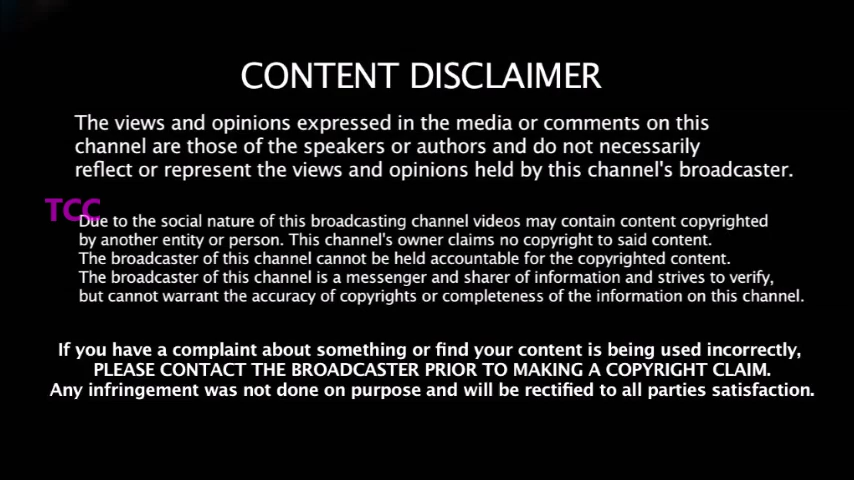 CONTENT DISCLAIMER
The views and opinions expressed in the media or comments on this
channel are those of the speakers or authors and do not necessarily
reflect or represent the views and opinions held by this channel's broadcaster.
TCC
Due to the social nature of this broadcasting channel videos may contain content copyrighted
by another entity or person. This channel's owner claims no copyright to said content.
The broadcaster of this channel cannot be held accountable for the copyrighted content.
The broadcaster of this channel is a messenger and sharer of information and strives to verify,
but cannot warrant the accuracy of copyrights or completeness of the information on this channel.
If you have a complaint about something or find your content is being used incorrectly,
PLEASE CONTACT THE BROADCASTER PRIOR TO MAKING A COPYRIGHT CLAIM.
Any infringement was not done on purpose and will be rectified to all parties satisfaction.